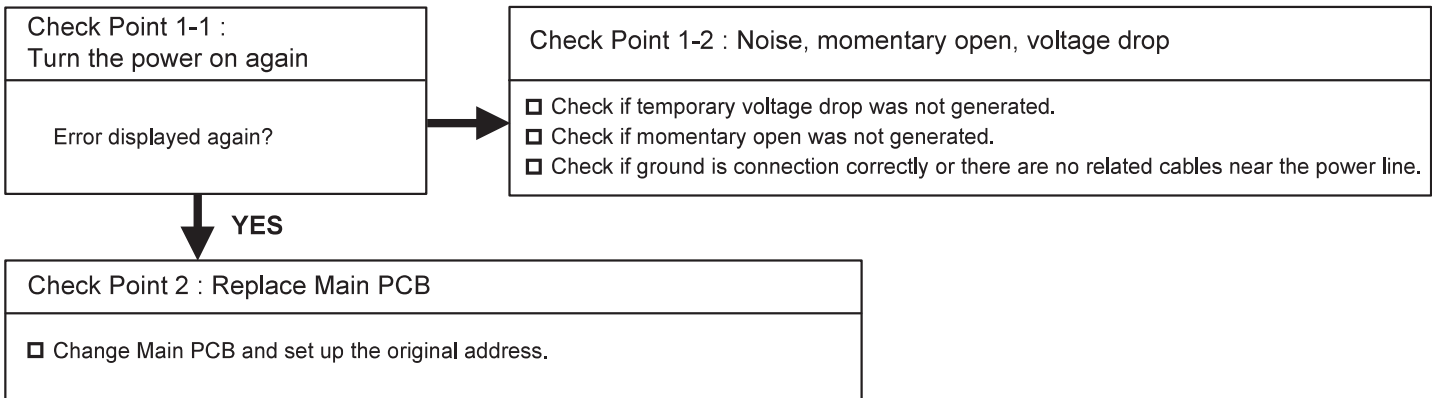 Check Point 1-1 :
Turn the power on again
Error displayed again?
Check Point 1-2 : Noise, momentary open, voltage drop
Check if temporary voltage drop was not generated.
Check if momentary open was not generated.
Check if ground is connection correctly or there are no related cables near the power line.
YES
Check Point 2 : Replace Main PCB
Change Main PCB and set up the original address.